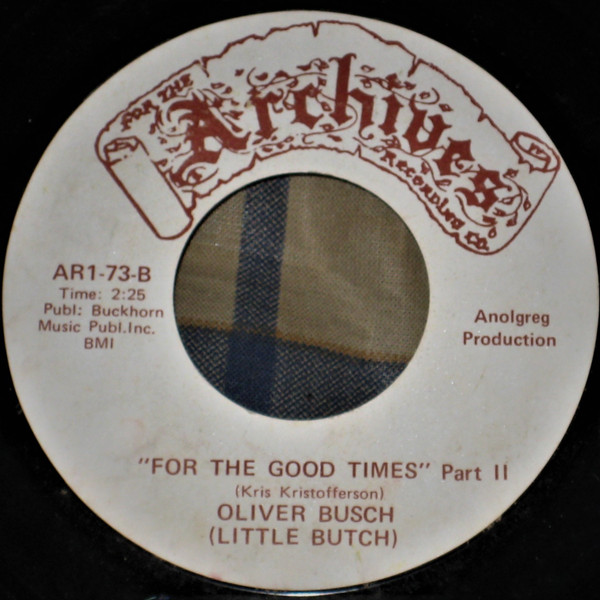 FOR THE
Archives
RECORDING CO.
AR1-73-B
Time: 2:25
Publ: Buckhorn
Music Publ.Inc.
BMI
Anolgreg
Production
"FOR THE GOOD TIMES" Part II
(Kris Kristofferson)
OLIVER BUSCH
(LITTLE BUTCH)